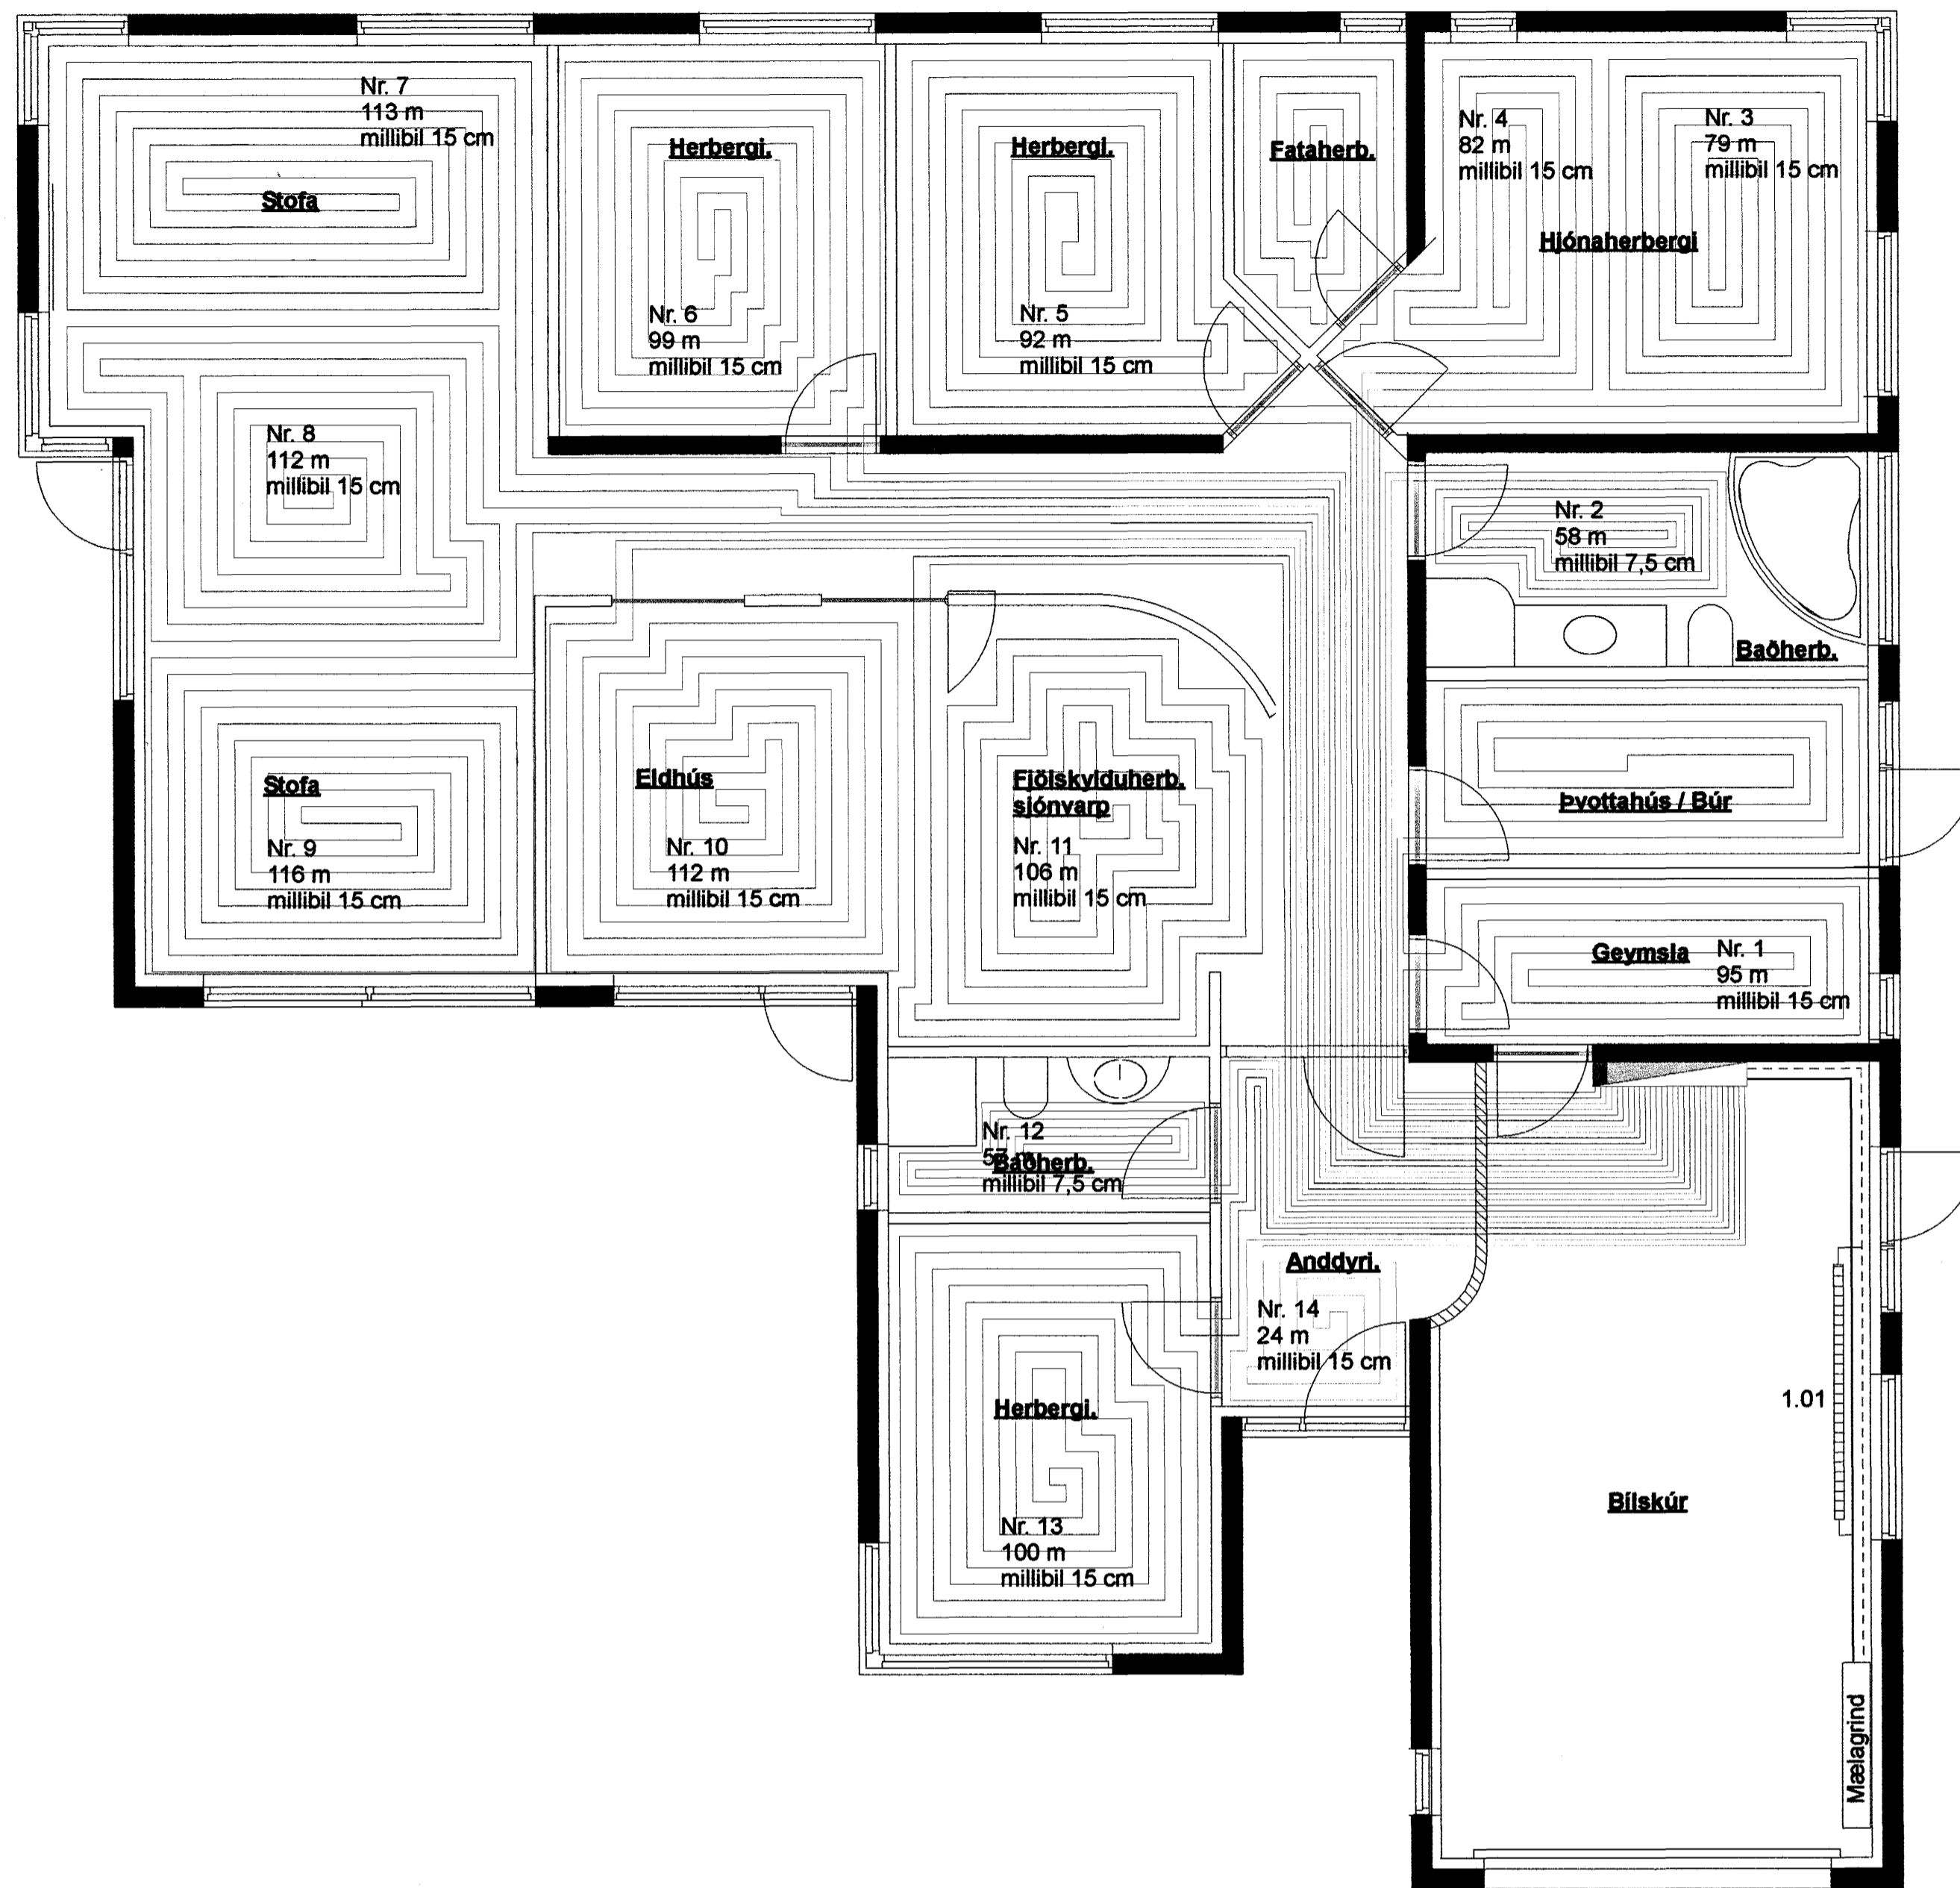 Nr. 7
113 m
millibil 15 cm
Stofa
Herbergi.
Nr. 6
99 m
millibil 15 cm
Herbergi.
Nr. 5
92 m
millibil 15 cm
Fataherb.
Nr. 4
82 m
millibil 15 cm
Nr. 3
79 m
millibil 15 cm
Hjónaherbergi
Nr. 8
112 m
millibil 15 cm
Nr. 2
58 m
millibil 7,5 cm
Baðherb.
Stofa
Nr. 9
116 m
millibil 15 cm
Eldhús
Nr. 10
112 m
millibil 15 cm
Fjölskylduherb.
sjónvarp
Nr. 11
106 m
millibil 15 cm
Þvottahús / Búr
Geymsla
Nr. 1
95 m
millibil 15 cm
Nr. 12
57 m
Baðherb.
millibil 7,5 cm
Anddyri.
Nr. 14
24 m
millibil 15 cm
Herbergi.
Nr. 13
100 m
millibil 15 cm
1.01
Bílskúr
Mælagrind